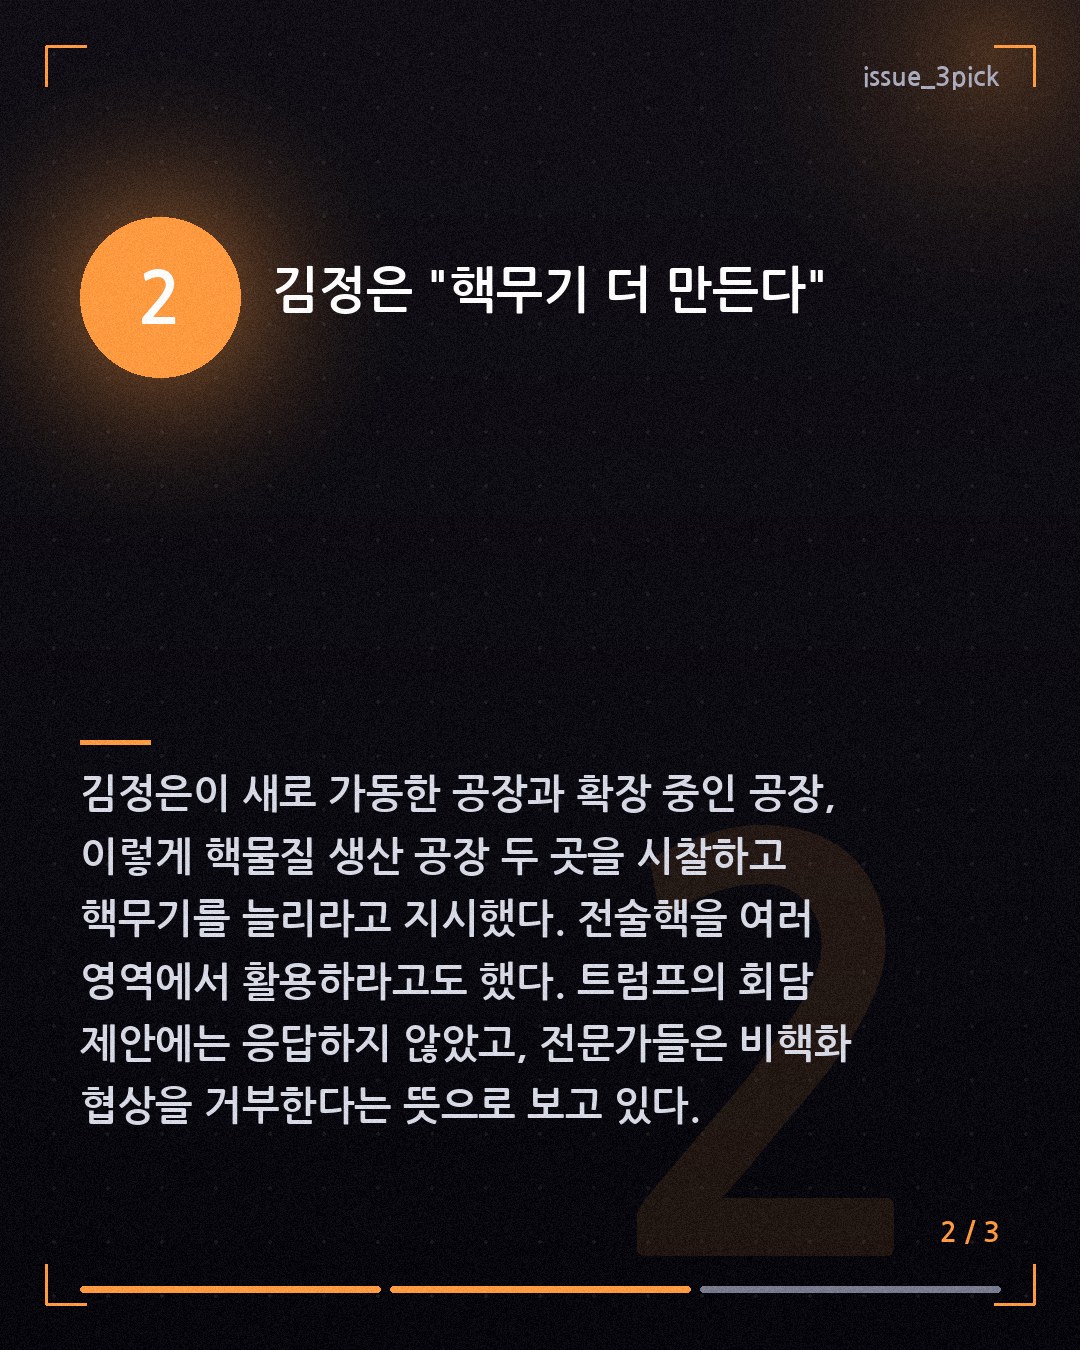 issue_3pick
2
김정은 "핵무기 더 만든다"
김정은이 새로 가동한 공장과 확장 중인 공장,
이렇게 핵물질 생산 공장 두 곳을 시찰하고
핵무기를 늘리라고 지시했다. 전술핵을 여러
영역에서 활용하라고도 했다. 트럼프의 회담
제안에는 응답하지 않았고, 전문가들은 비핵화
협상을 거부한다는 뜻으로 보고 있다.
2
2 / 3